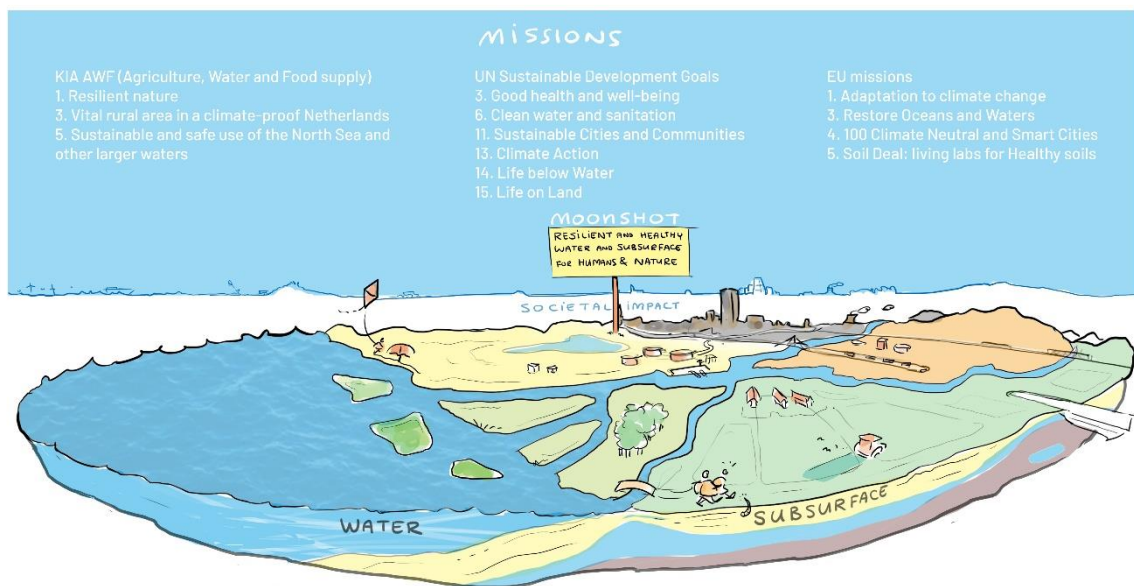 MISSIONS
KIA AWF (Agriculture, Water and Food supply)
1. Resilient nature
3. Vital rural area in a climate-proof Netherlands
5. Sustainable and safe use of the North Sea and
other larger waters
UN Sustainable Development Goals
3. Good health and well-being
6. Clean water and sanitation
11. Sustainable Cities and Communities
13. Climate Action
14. Life below Water
15. Life on Land
EU missions
1. Adaptation to climate change
3. Restore Oceans and Waters
4. 100 Climate Neutral and Smart Cities
5. Soil Deal: living labs for Healthy soils
MOONSHOT
RESILIENT AND HEALTHY
WATER AND SUBSURFACE
FOR HUMANS & NATURE
SOCIETAL IMPACT
WATER
SUBSURFACE